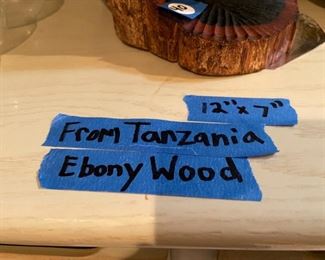 12" x 7"
From Tanzania
Ebony Wood